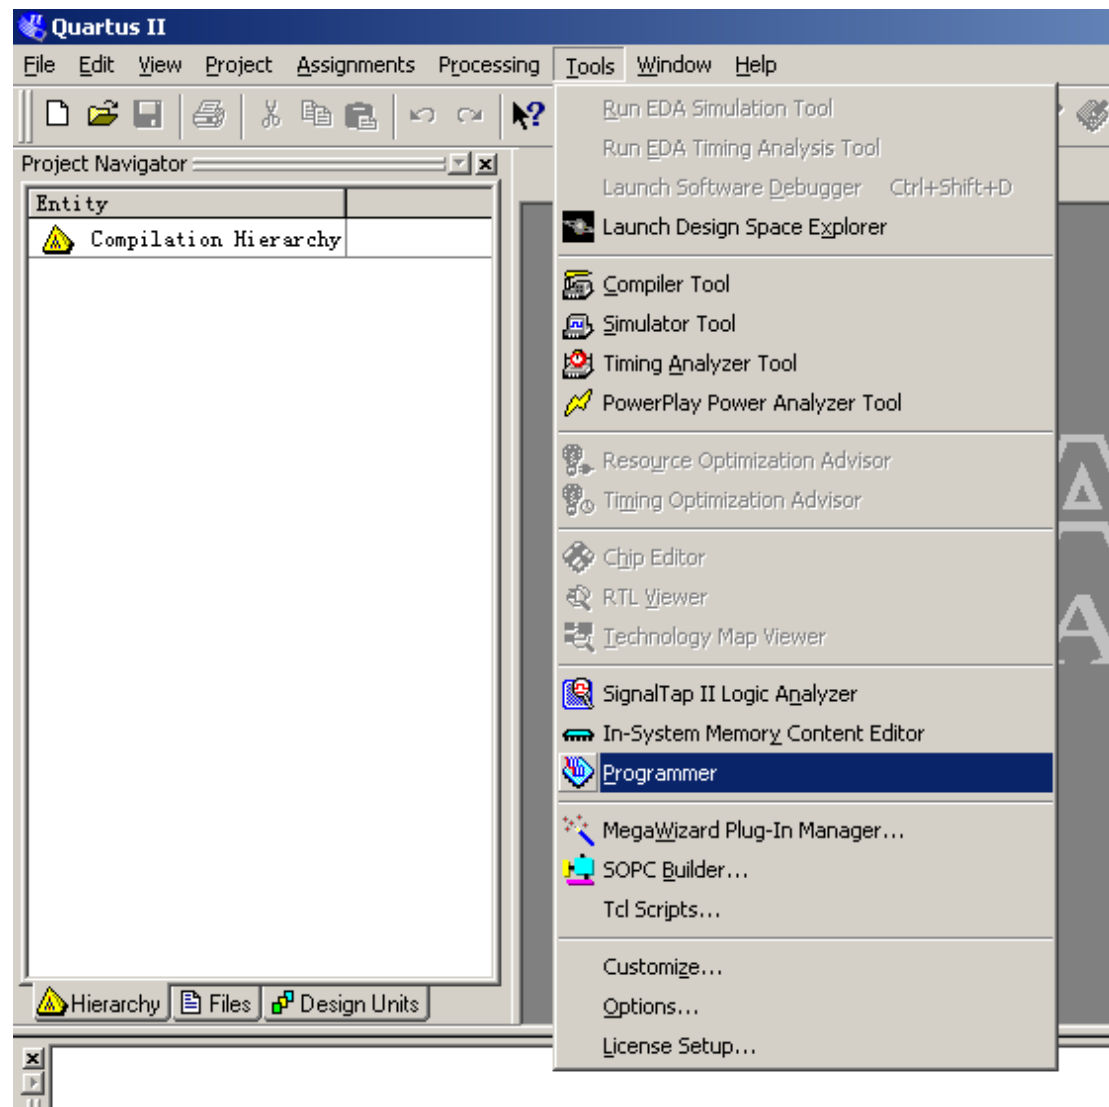 Quartus II
File Edit View Project Assignments Processing Tools Window Help
Project Navigator
Entity
Compilation Hierarchy
Hierarchy Files Design Units
Run EDA Simulation Tool
Run EDA Timing Analysis Tool
Launch Software Debugger Ctrl+Shift+D
Launch Design Space Explorer
Compiler Tool
Simulator Tool
Timing Analyzer Tool
PowerPlay Power Analyzer Tool
Resource Optimization Advisor
Timing Optimization Advisor
Chip Editor
RTL Viewer
Technology Map Viewer
SignalTap II Logic Analyzer
In-System Memory Content Editor
Programmer
MegaWizard Plug-In Manager...
SOPC Builder...
Tcl Scripts...
Customize...
Options...
License Setup...